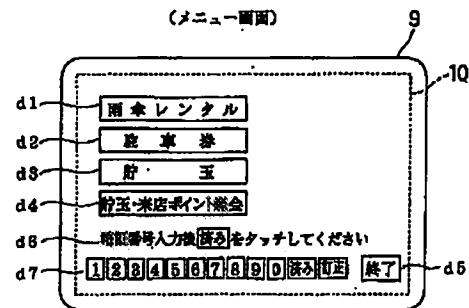 (メニュー画面)
9
10
d1 雨傘レンタル
d2 駐車券
d3 貯玉
d4 貯玉・来店ポイント照会
d6 暗証番号入力後済みをタッチしてください
d7 1 2 3 4 5 6 7 8 9 0 済み 訂正 終了 d5